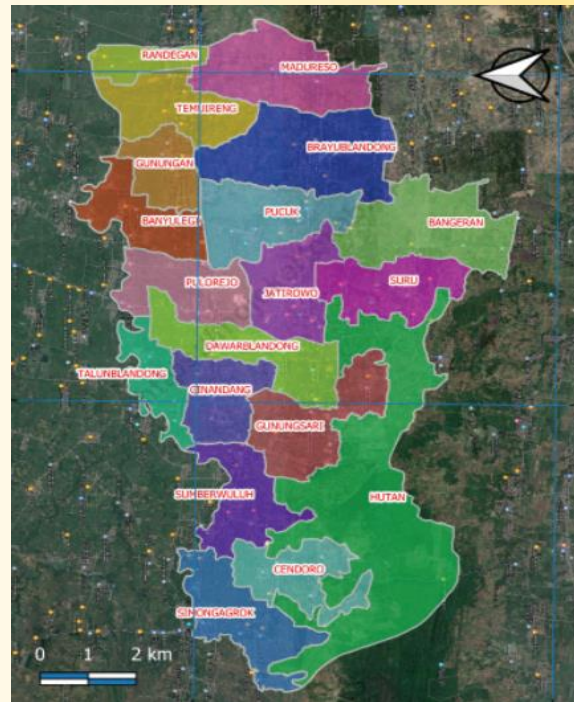 RANDEGAN
MADURESO
TEMUIRENG
BRAYUBLANDONG
GUNUNGAN
BANYULEGI
PUCUK
BANGERAN
PULOREJO
JATIROWO
SURU
DAWARBLANDONG
TALUNBLANDONG
CINANDANG
GUNUNGSARI
SUMBERWULUH
HUTAN
CENDORO
SIMONGAGROK
0 1 2 km